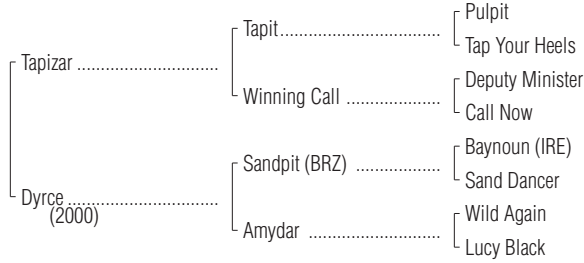 Pulpit
Tapit
Tap Your Heels
Tapizar
Deputy Minister
Winning Call
Call Now
Baynoun (IRE)
Sandpit (BRZ)
Sand Dancer
Dyrce
(2000)
Wild Again
Amydar
Lucy Black